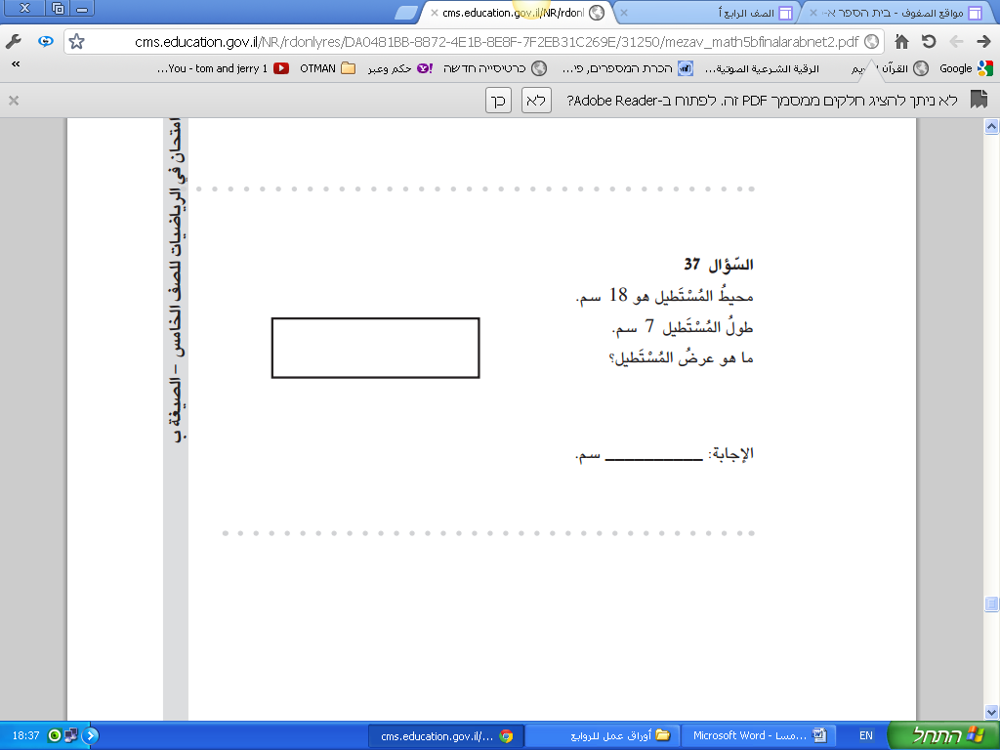 مواقع الصفوف - بيت הספר א-
الصف الرابع أ
cms.education.gov.il/NR/rdonl
cms.education.gov.il/NR/rdonlyres/DA0481BB-8872-4E1B-8E8F-7F2EB31C269E/31250/mezav_math5bfinalarabnet2.pdf
Google
الرقية الشرعية الصوتية...
הכרת המספרים, פי...
כרטיסייה חדשה
حكم وعبر
OTMAN
You - tom and jerry 1...
לא ניתן להציג חלקים ממסמך PDF זה. לפתוח ב-Adobe Reader?
לא
כן
امتحان في الرياضيات للصف الخامس – الصيغة ب
السّؤال 37
محيطُ المُسْتَطيل هو 18 سم.
طولُ المُسْتَطيل 7 سم.
ما هو عرضُ المُسْتَطيل؟
الإجابة: __________ سم.
התחל
EN
Microsoft Word - مسا...
أوراق عمل للروابع
cms.education.gov.il/...
18:37